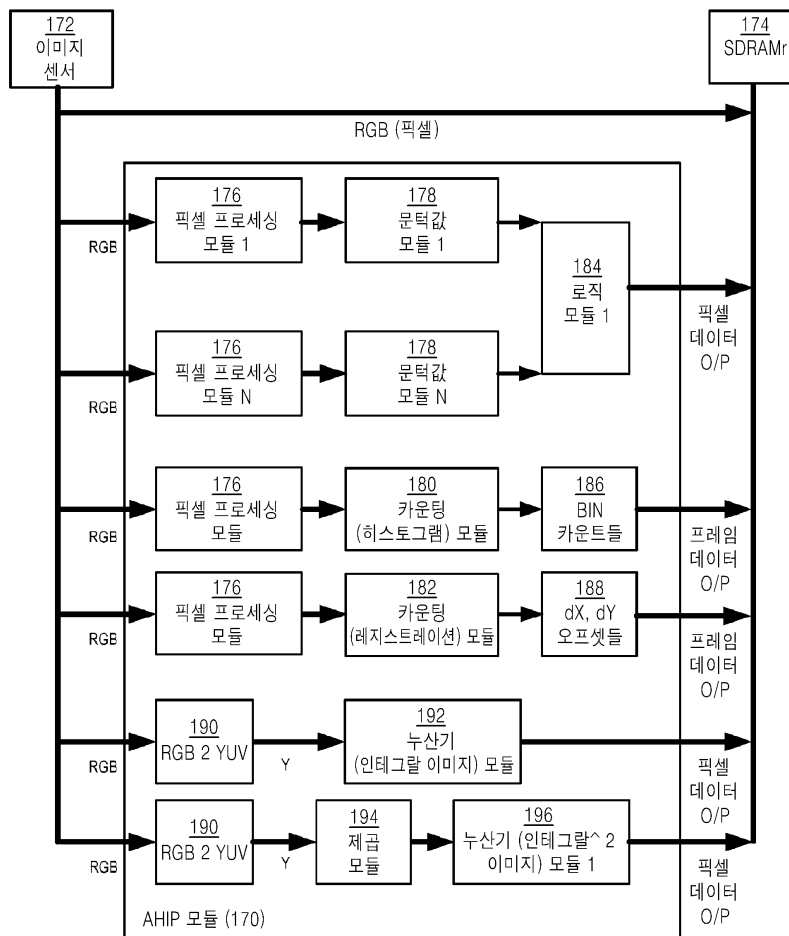 172
이미지
센서
174
SDRAMr
RGB (픽셀)
176
픽셀 프로세싱
모듈 1
178
문턱값
모듈 1
RGB
184
로직
모듈 1
픽셀
데이터
O/P
176
픽셀 프로세싱
모듈 N
178
문턱값
모듈 N
RGB
176
픽셀 프로세싱
모듈
180
카운팅
(히스토그램) 모듈
186
BIN
카운트들
RGB
프레임
데이터
O/P
176
픽셀 프로세싱
모듈
182
카운팅
(레지스트레이션) 모듈
188
dX, dY
오프셋들
RGB
프레임
데이터
O/P
190
RGB 2 YUV
Y
192
누산기
(인테그랄 이미지) 모듈
RGB
픽셀
데이터
O/P
190
RGB 2 YUV
Y
194
제곱
모듈
196
누산기 (인테그랄^ 2
이미지) 모듈 1
RGB
픽셀
데이터
O/P
AHIP 모듈 (170)